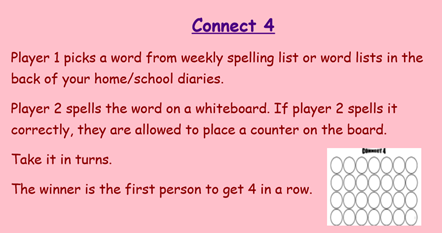 Connect 4
Player 1 picks a word from weekly spelling list or word lists in the
back of your home/school diaries.
Player 2 spells the word on a whiteboard. If player 2 spells it
correctly, they are allowed to place a counter on the board.
Take it in turns.
CONNECT 4
The winner is the first person to get 4 in a row.